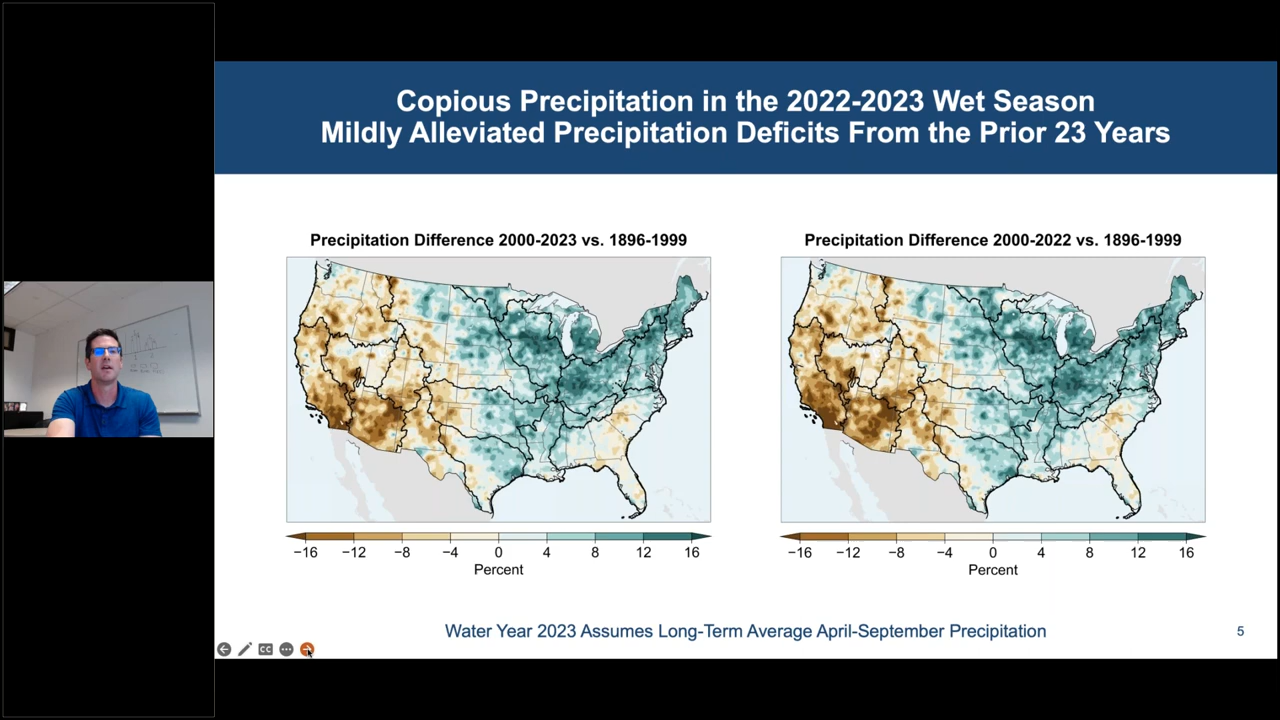 Copious Precipitation in the 2022-2023 Wet Season
Mildly Alleviated Precipitation Deficits From the Prior 23 Years
Precipitation Difference 2000-2023 vs. 1896-1999
Precipitation Difference 2000-2022 vs. 1896-1999
−16 −12 −8 −4 0 4 8 12 16
Percent
−16 −12 −8 −4 0 4 8 12 16
Percent
Water Year 2023 Assumes Long-Term Average April-September Precipitation
5
CC